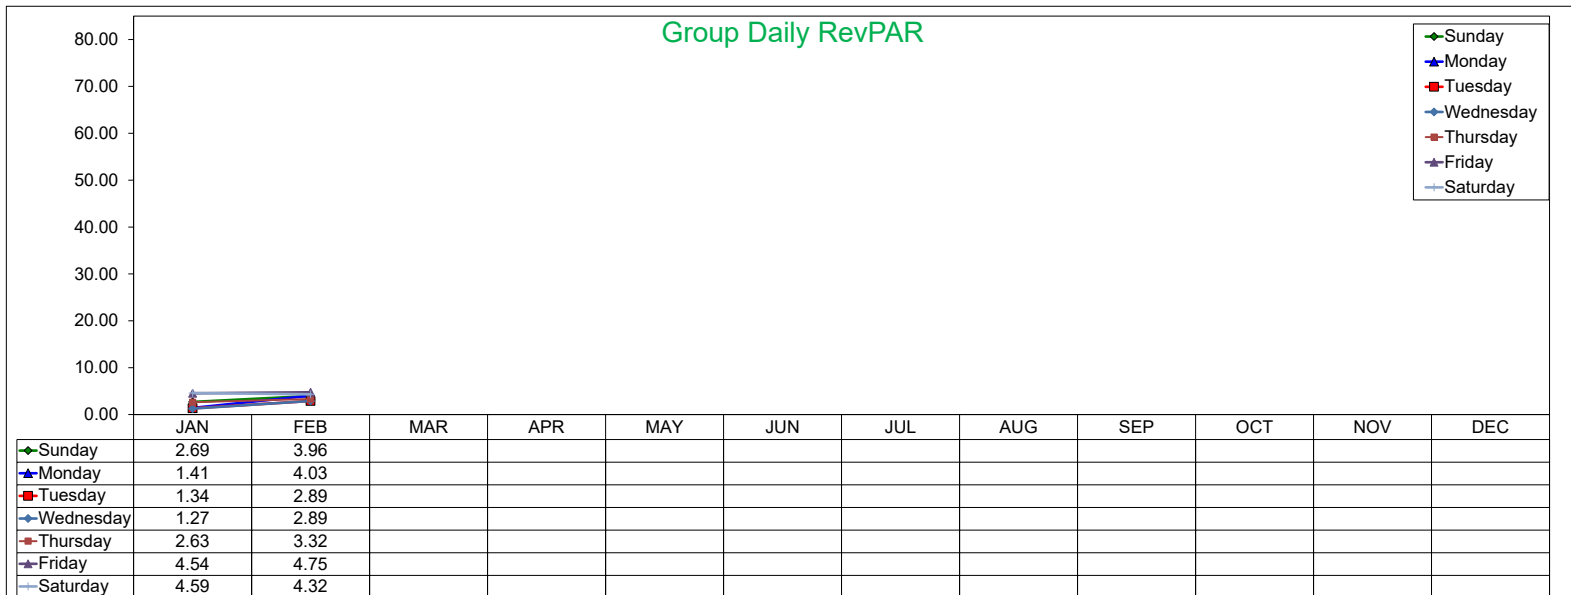 Group Daily RevPAR
80.00
70.00
60.00
50.00
40.00
30.00
20.00
10.00
0.00
Sunday
Monday
Tuesday
Wednesday
Thursday
Friday
Saturday
JAN FEB MAR APR MAY JUN JUL AUG SEP OCT NOV DEC
Sunday 2.69 3.96
Monday 1.41 4.03
Tuesday 1.34 2.89
Wednesday 1.27 2.89
Thursday 2.63 3.32
Friday 4.54 4.75
Saturday 4.59 4.32